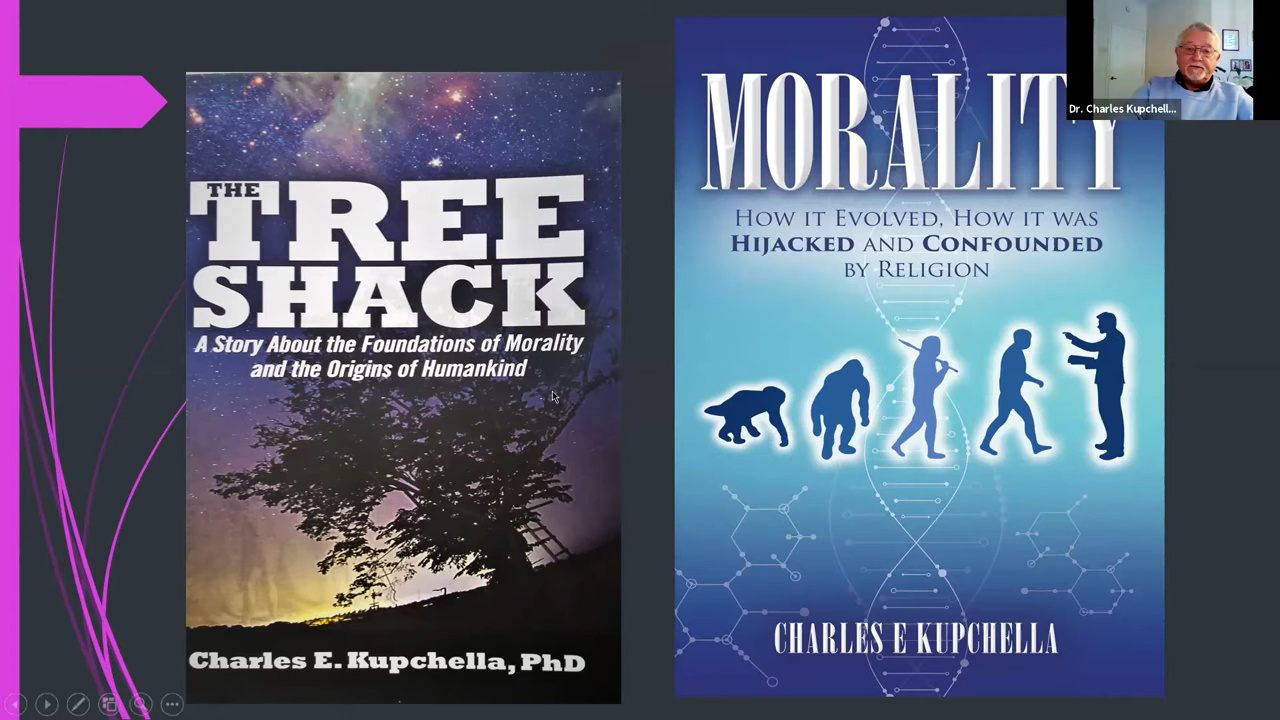 THE
TREE
SHACK
A Story About the Foundations of Morality
and the Origins of Humankind
Charles E. Kupchella, PhD
MORALITY
How it Evolved, How it was
Hijacked and Confounded
by Religion
Charles E Kupchella
Dr. Charles Kupchell...